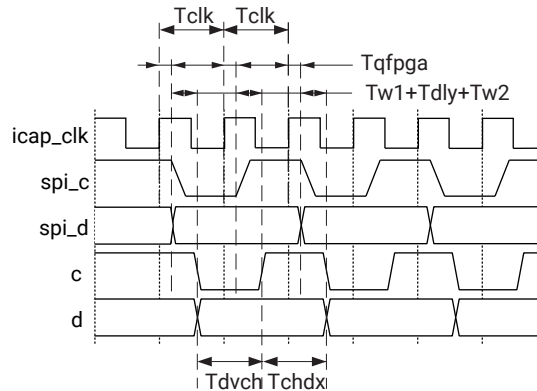 Tclk Tclk
Tqfpga
Tw1+Tdly+Tw2
icap_clk
spi_c
spi_d
c
d
Tdvch Tchdx